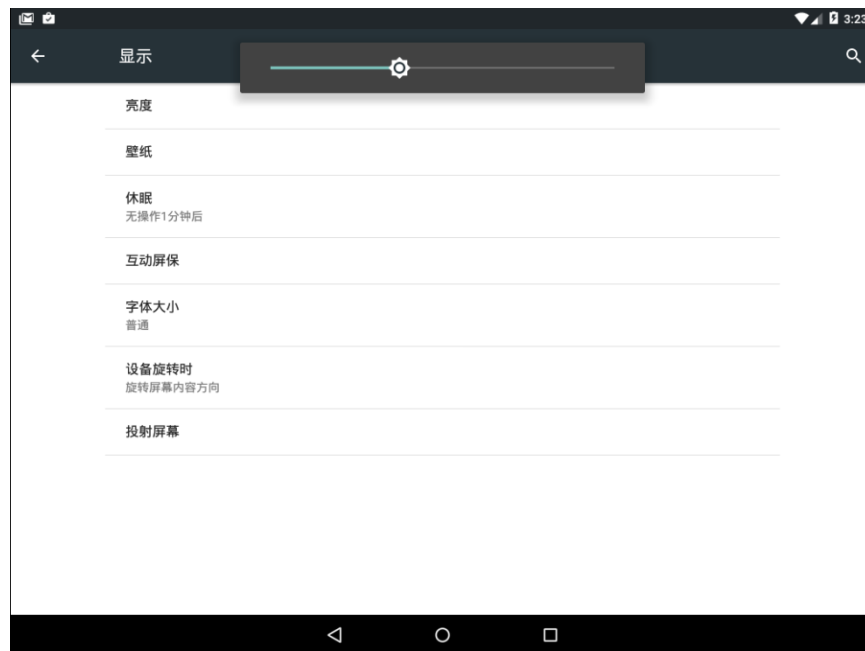 3:23
显示
亮度
壁纸
休眠
无操作1分钟后
互动屏保
字体大小
普通
设备旋转时
旋转屏幕内容方向
投射屏幕